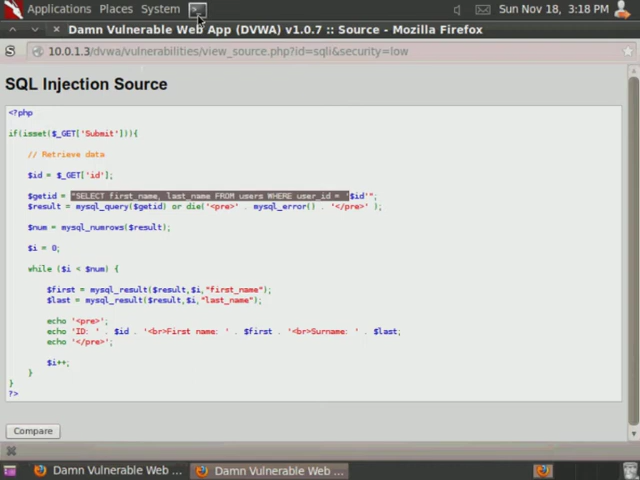 Applications Places System Sun Nov 18, 3:18 PM
Damn Vulnerable Web App (DVWA) v1.0.7 :: Source - Mozilla Firefox
10.0.1.3/dvwa/vulnerabilities/view_source.php?id=sqli&security=low
SQL Injection Source
<?php
if(isset($_GET['Submit'])){
// Retrieve data
$id = $_GET['id'];
$getid = "SELECT first_name, last_name FROM users WHERE user_id = '$id'";
$result = mysql_query($getid) or die('<pre>' . mysql_error() . '</pre>' );
$num = mysql_numrows($result);
$i = 0;
while ($i < $num) {
$first = mysql_result($result,$i,"first_name");
$last = mysql_result($result,$i,"last_name");
echo '<pre>';
echo 'ID: ' . $id . '<br>First name: ' . $first . '<br>Surname: ' . $last;
echo '</pre>';
$i++;
}
}
?>
Compare
Damn Vulnerable Web ... Damn Vulnerable Web ...